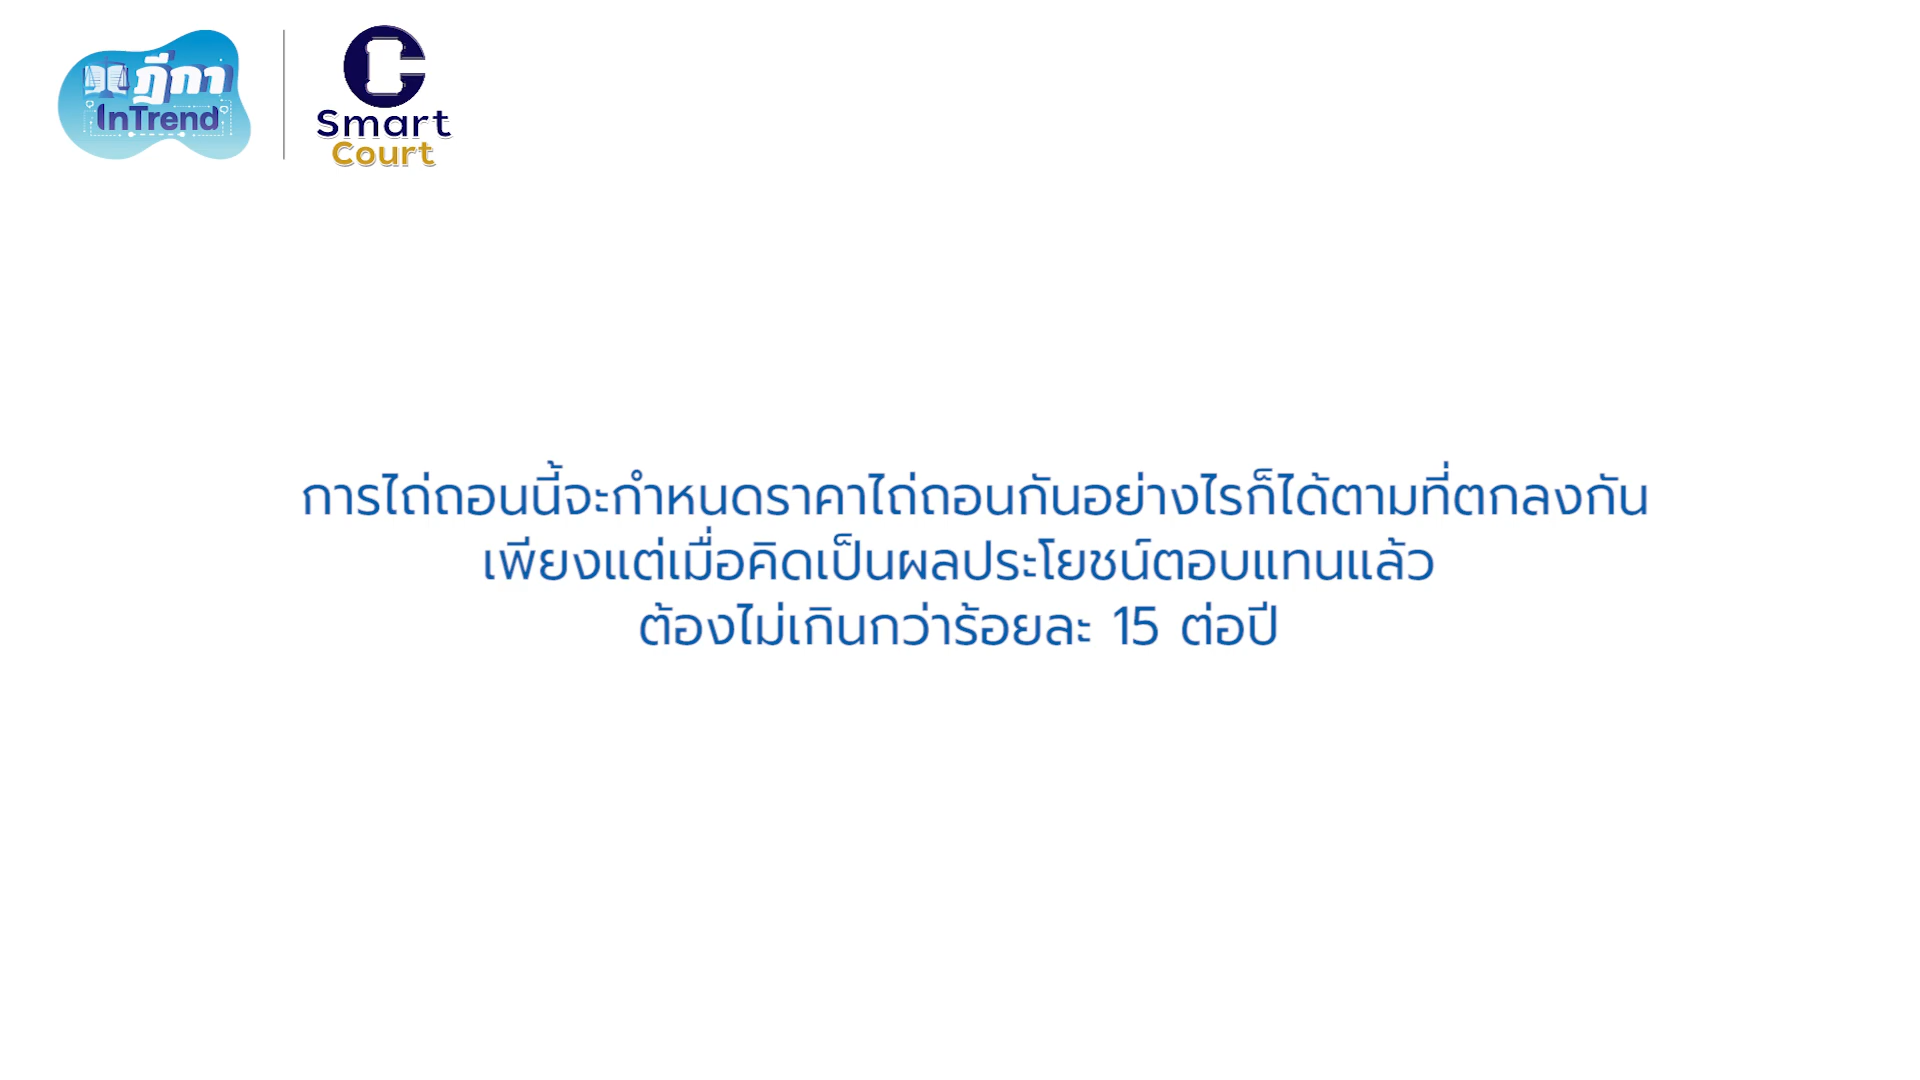 ฎีกา
InTrend
Smart
Court
การไถ่ถอนนี้จะกำหนดราคาไถ่ถอนกันอย่างไรก็ได้ตามที่ตกลงกัน
เพียงแต่เมื่อคิดเป็นผลประโยชน์ตอบแทนแล้ว
ต้องไม่เกินกว่าร้อยละ 15 ต่อปี